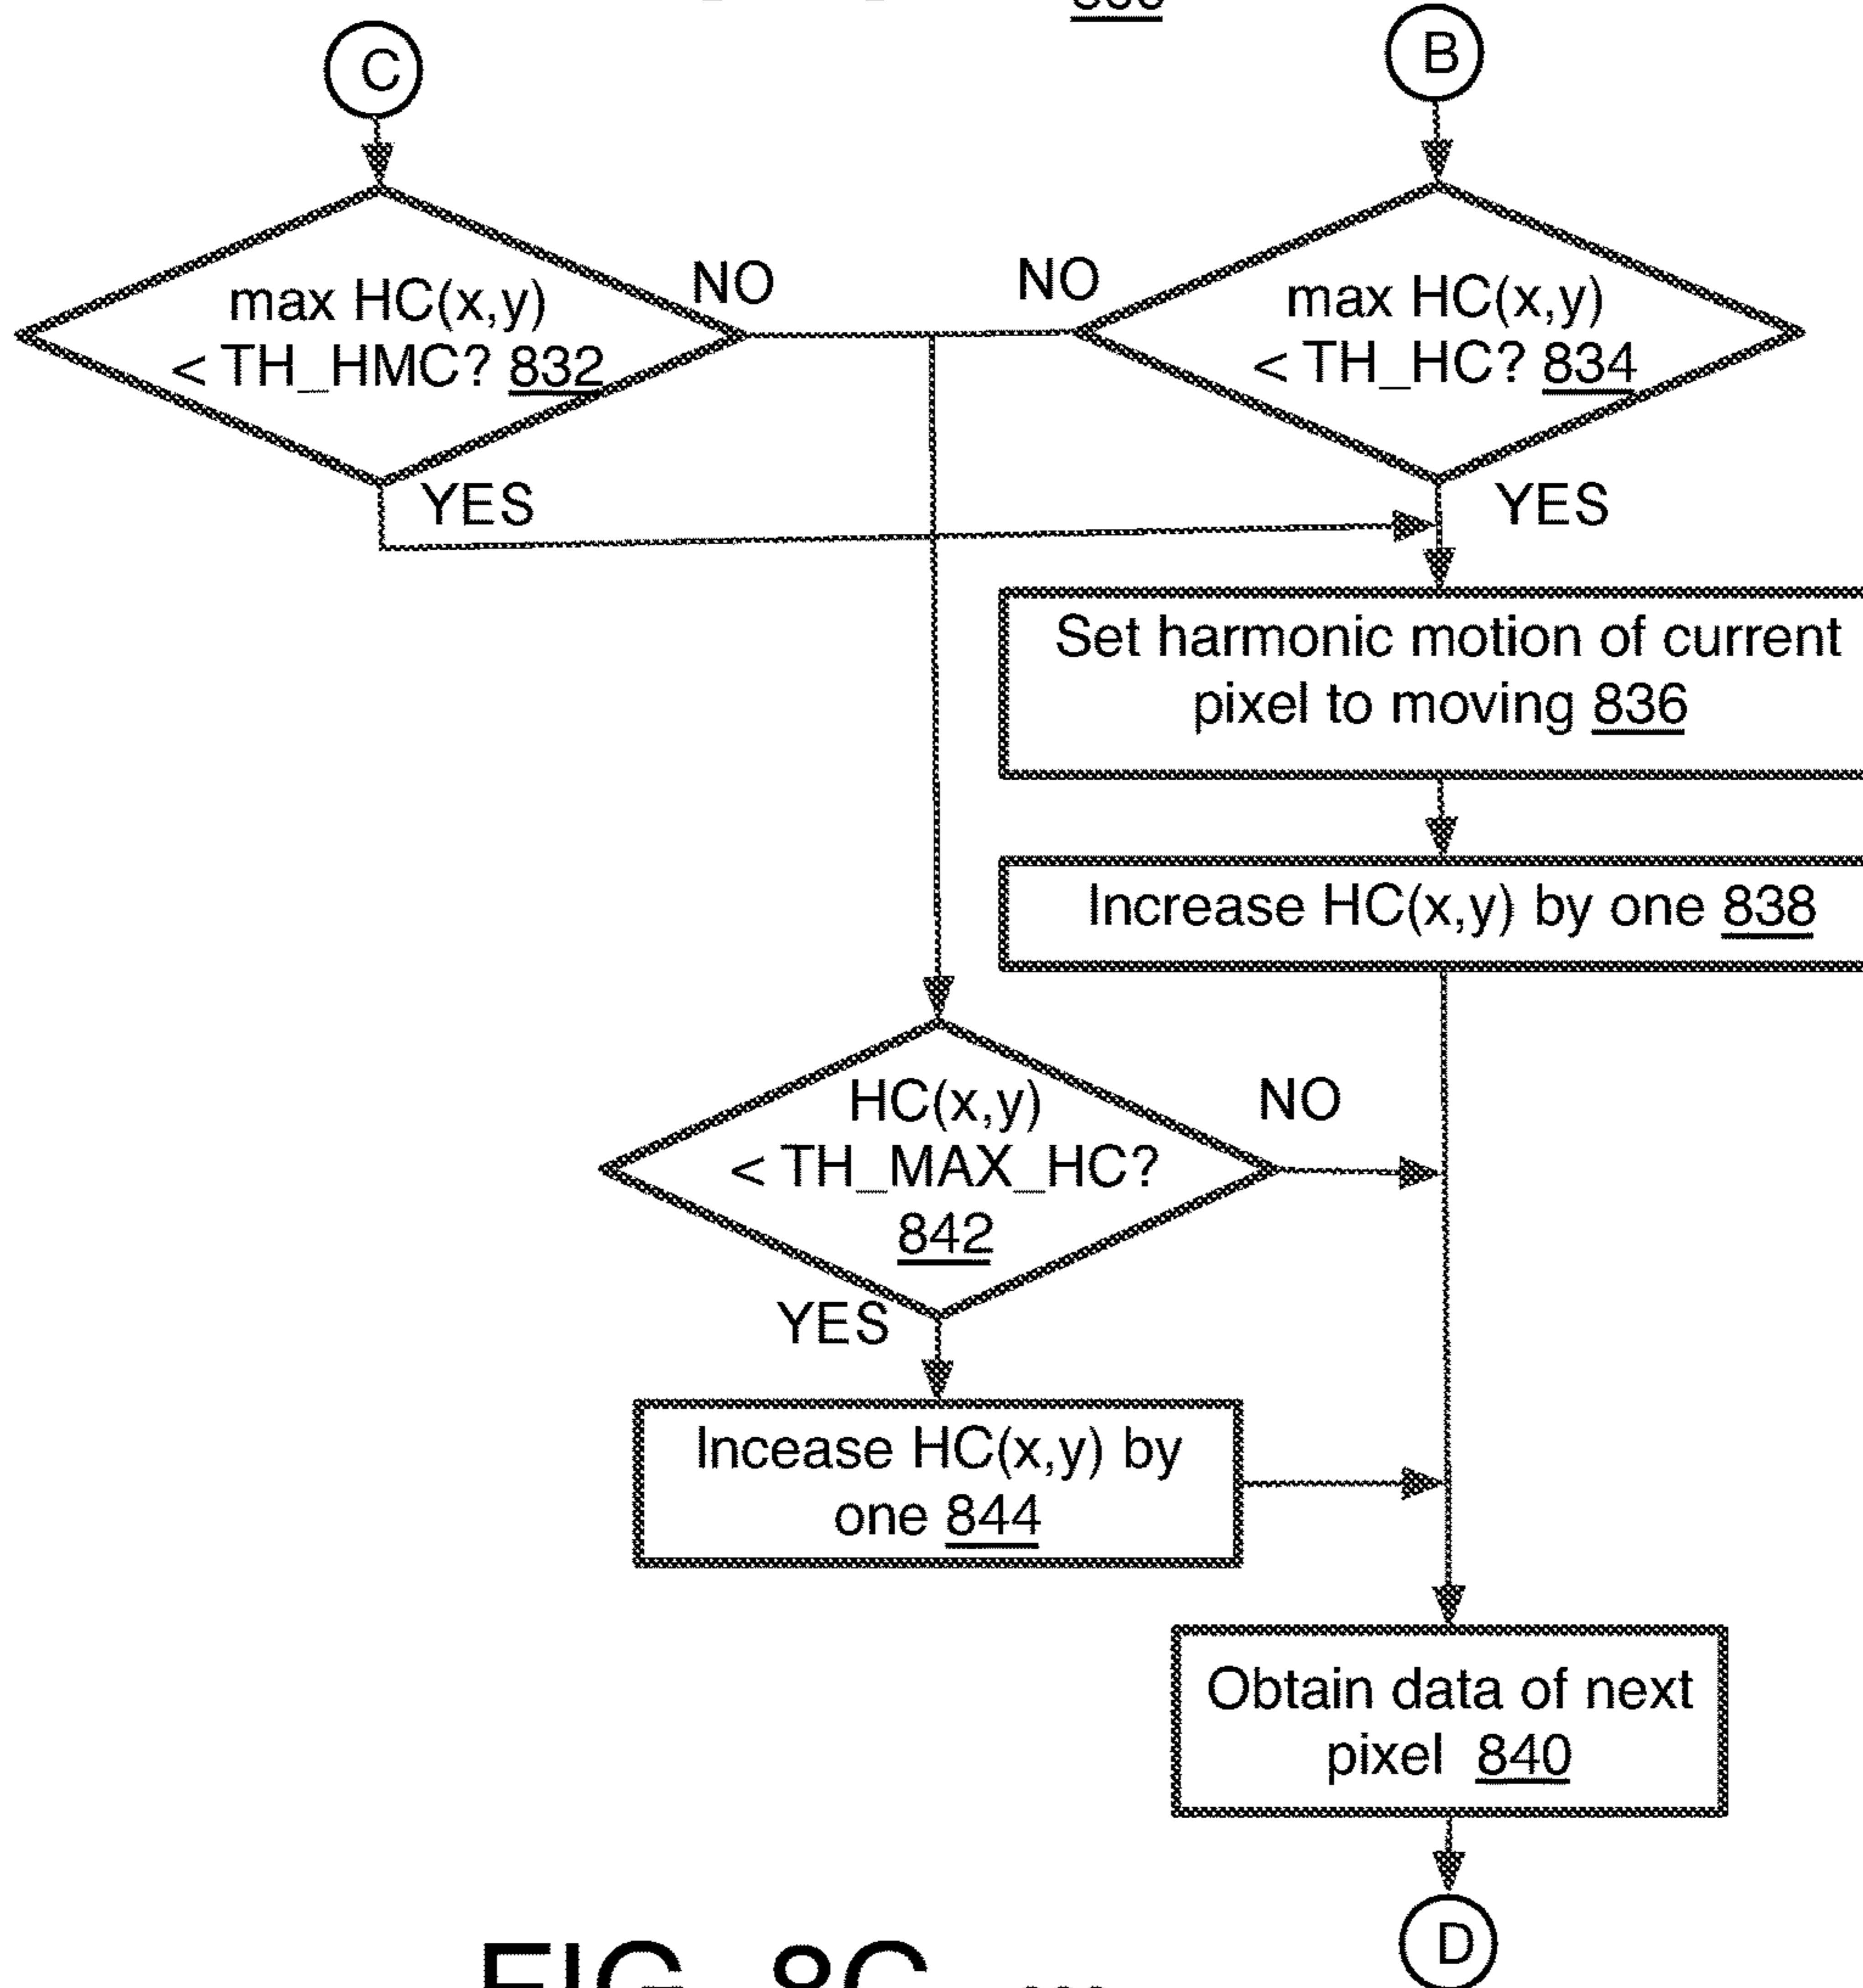 C
B
max HC(x,y)
< TH_HMC? 832
NO
NO
max HC(x,y)
< TH_HC? 834
YES
YES
Set harmonic motion of current
pixel to moving 836
Increase HC(x,y) by one 838
HC(x,y)
< TH_MAX_HC?
842
NO
YES
Incease HC(x,y) by
one 844
Obtain data of next
pixel 840
D
FIG. 8C